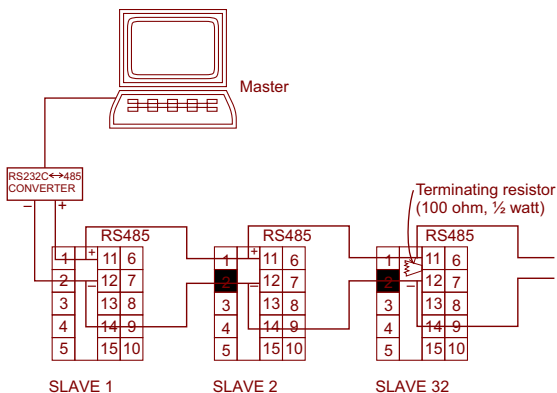 Master
RS232C↔485
CONVERTER
− +
Terminating resistor
(100 ohm, ½ watt)
RS485
1 + 11 6
2 − 12 7
3 13 8
4 14 9
5 15 10
SLAVE 1
RS485
1 + 11 6
2 − 12 7
3 13 8
4 14 9
5 15 10
SLAVE 2
RS485
1 11 6
2 − 12 7
3 13 8
4 14 9
5 15 10
SLAVE 32